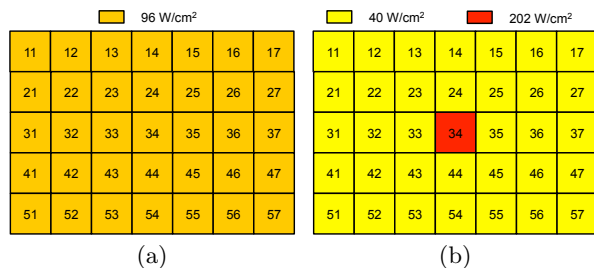 96 W/cm²
40 W/cm² 202 W/cm²
11 12 13 14 15 16 17 11 12 13 14 15 16 17
21 22 23 24 25 26 27 21 22 23 24 25 26 27
31 32 33 34 35 36 37 31 32 33 34 35 36 37
41 42 43 44 45 46 47 41 42 43 44 45 46 47
51 52 53 54 55 56 57 51 52 53 54 55 56 57
(a) (b)